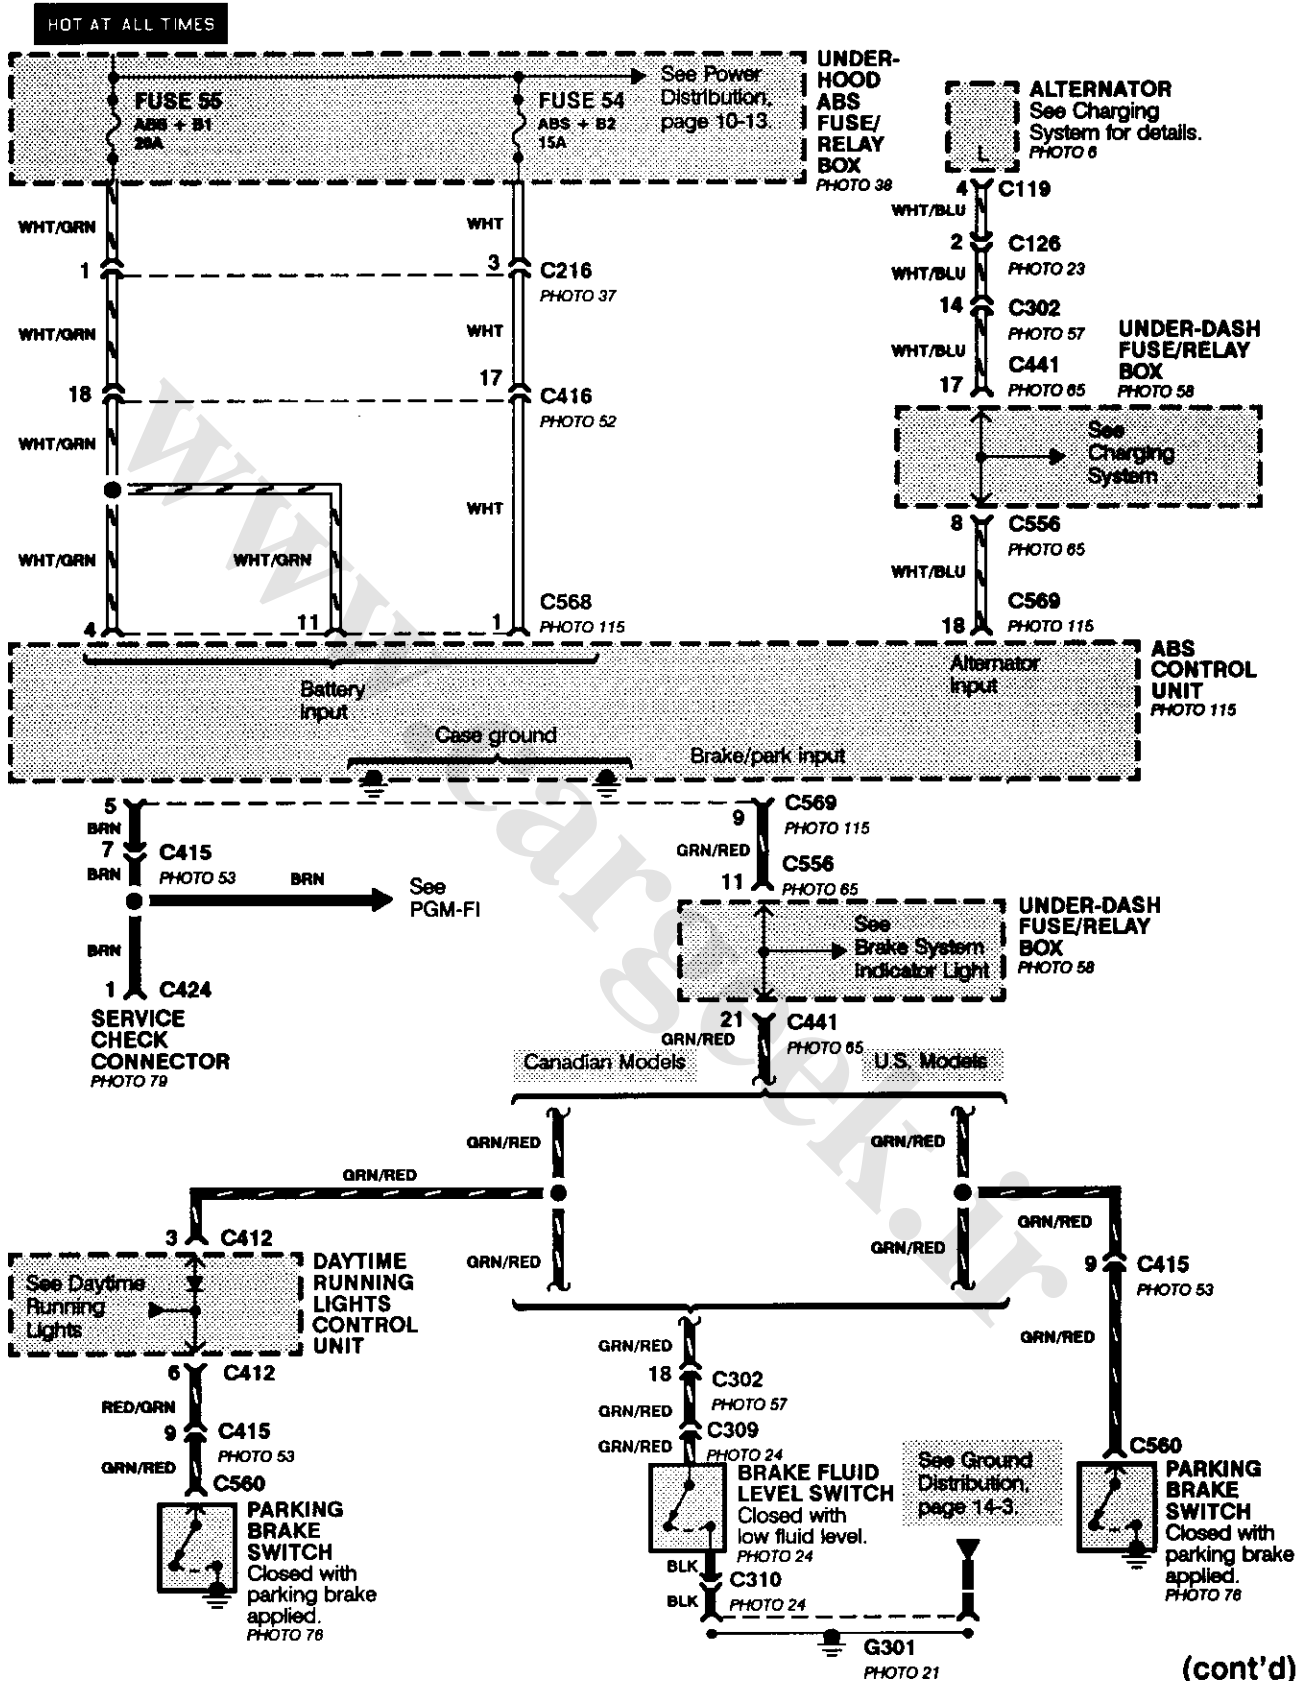 HOT AT ALL TIMES
FUSE 55
ABS + B1
20A
FUSE 54
ABS + B2
15A
See Power
Distribution,
page 10-13.
UNDER-
HOOD
ABS
FUSE/
RELAY
BOX
PHOTO 38
ALTERNATOR
See Charging
System for details.
PHOTO 6
L
4
C119
WHT/BLU
2
C126
PHOTO 23
WHT/BLU
14
C302
PHOTO 57
WHT/BLU
C441
17
PHOTO 65
UNDER-DASH
FUSE/RELAY
BOX
PHOTO 58
See
Charging
System
8
C556
PHOTO 65
WHT/BLU
C569
18
PHOTO 115
WHT/GRN
WHT
1
3
C216
PHOTO 37
WHT/GRN
WHT
18
17
C416
PHOTO 52
WHT/GRN
WHT
WHT/GRN
WHT/GRN
4
11
1
C568
PHOTO 115
Battery
input
Alternator
input
ABS
CONTROL
UNIT
PHOTO 115
Case ground
Brake/park input
5
BRN
7
C415
PHOTO 53
BRN
BRN
See
PGM-FI
BRN
1
C424
SERVICE
CHECK
CONNECTOR
PHOTO 79
9
C569
PHOTO 115
GRN/RED
C556
11
PHOTO 65
See
Brake System
Indicator Light
UNDER-DASH
FUSE/RELAY
BOX
PHOTO 58
21
C441
GRN/RED
PHOTO 65
Canadian Models
U.S. Models
GRN/RED
GRN/RED
GRN/RED
GRN/RED
GRN/RED
GRN/RED
3
C412
See Daytime
Running
Lights
DAYTIME
RUNNING
LIGHTS
CONTROL
UNIT
6
C412
RED/GRN
9
C415
PHOTO 53
GRN/RED
C560
PARKING
BRAKE
SWITCH
Closed with
parking brake
applied.
PHOTO 76
GRN/RED
18
C302
PHOTO 57
GRN/RED
C309
GRN/RED
PHOTO 24
BRAKE FLUID
LEVEL SWITCH
Closed with
low fluid level.
PHOTO 24
BLK
C310
BLK
PHOTO 24
See Ground
Distribution,
page 14-3.
G301
PHOTO 21
9
C415
PHOTO 53
GRN/RED
C560
PARKING
BRAKE
SWITCH
Closed with
parking brake
applied.
PHOTO 76
(cont'd)
www.cargeek.ir